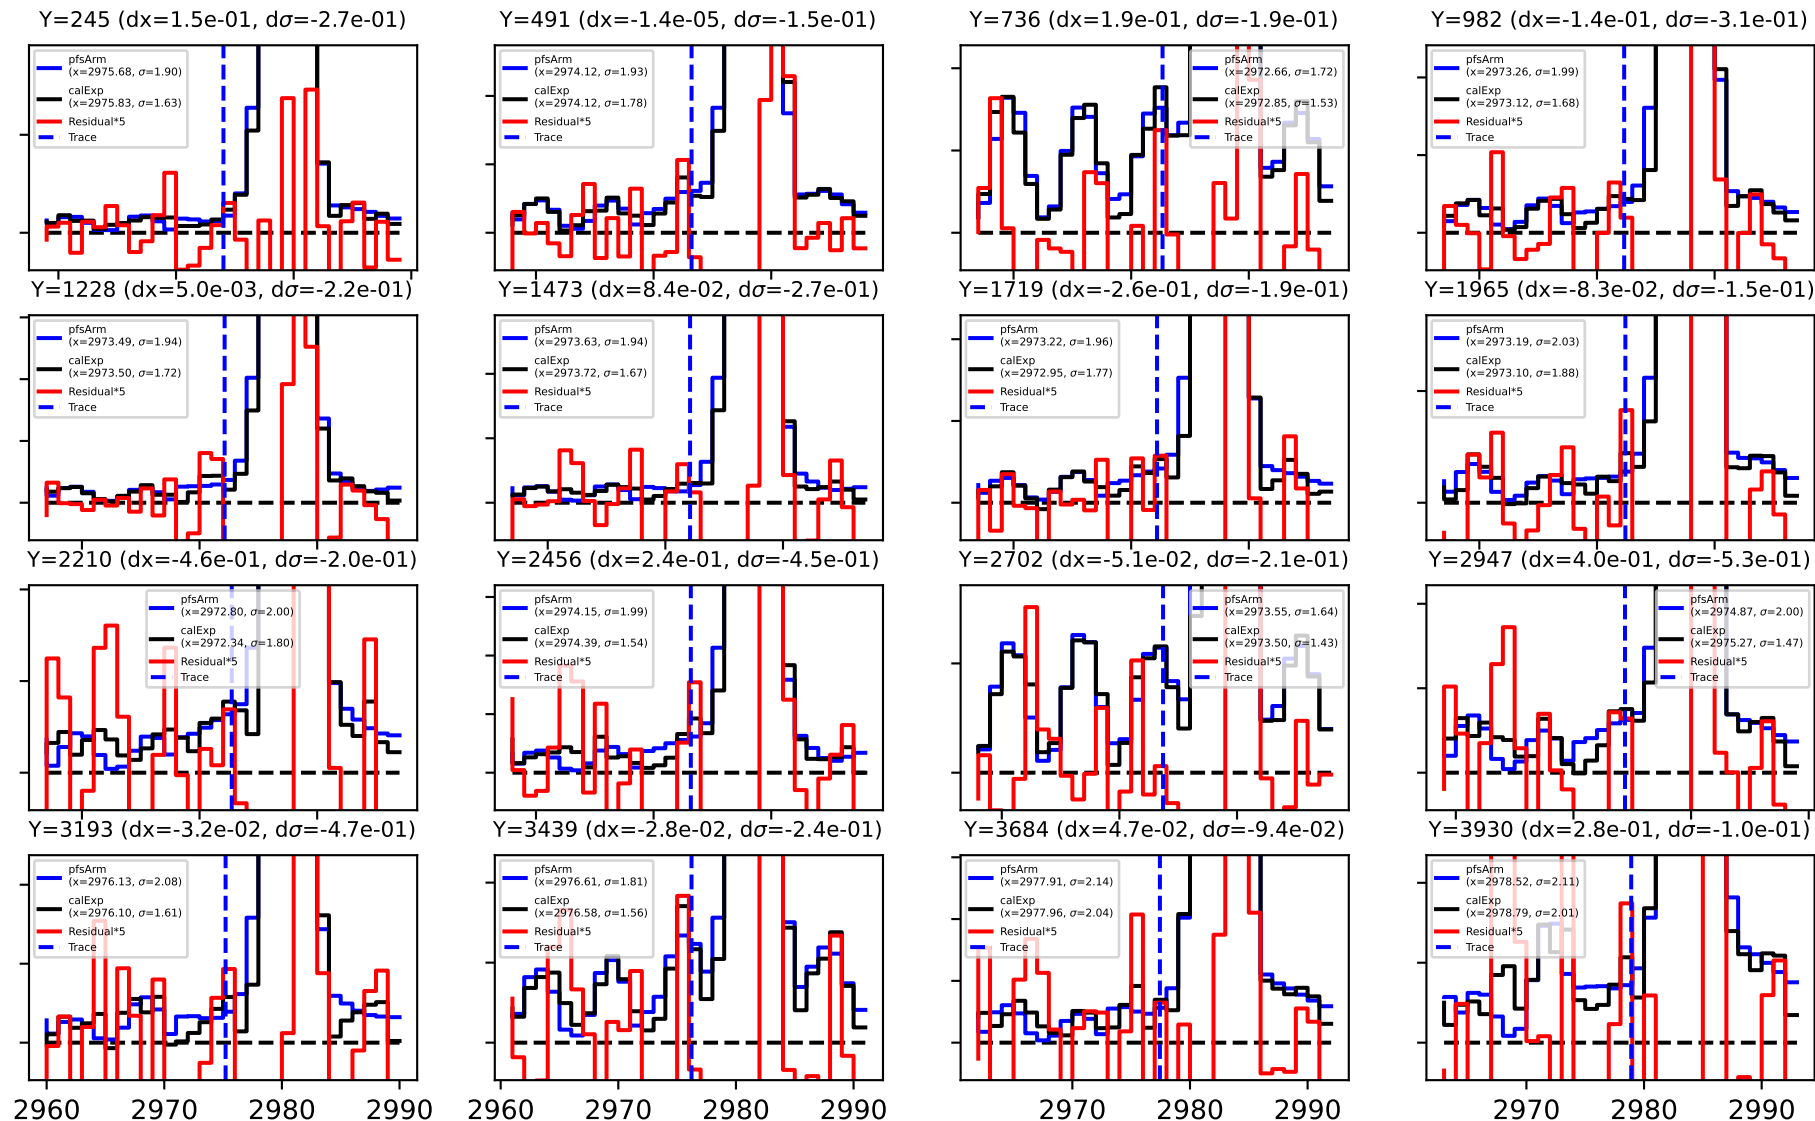 Y=245 (dx=1.5e-01, dσ=-2.7e-01)
pfsArm
(x=2975.68, σ=1.90)
calExp
(x=2975.83, σ=1.63)
Residual*5
Trace
Y=491 (dx=-1.4e-05, dσ=-1.5e-01)
pfsArm
(x=2974.12, σ=1.93)
calExp
(x=2974.12, σ=1.78)
Residual*5
Trace
Y=736 (dx=1.9e-01, dσ=-1.9e-01)
pfsArm
(x=2972.66, σ=1.72)
calExp
(x=2972.85, σ=1.53)
Residual*5
Trace
Y=982 (dx=-1.4e-01, dσ=-3.1e-01)
pfsArm
(x=2973.26, σ=1.99)
calExp
(x=2973.12, σ=1.68)
Residual*5
Trace
Y=1228 (dx=5.0e-03, dσ=-2.2e-01)
pfsArm
(x=2973.49, σ=1.94)
calExp
(x=2973.50, σ=1.72)
Residual*5
Trace
Y=1473 (dx=8.4e-02, dσ=-2.7e-01)
pfsArm
(x=2973.63, σ=1.94)
calExp
(x=2973.72, σ=1.67)
Residual*5
Trace
Y=1719 (dx=-2.6e-01, dσ=-1.9e-01)
pfsArm
(x=2973.22, σ=1.96)
calExp
(x=2972.95, σ=1.77)
Residual*5
Trace
Y=1965 (dx=-8.3e-02, dσ=-1.5e-01)
pfsArm
(x=2973.19, σ=2.03)
calExp
(x=2973.10, σ=1.88)
Residual*5
Trace
Y=2210 (dx=-4.6e-01, dσ=-2.0e-01)
pfsArm
(x=2972.80, σ=2.00)
calExp
(x=2972.34, σ=1.80)
Residual*5
Trace
Y=2456 (dx=2.4e-01, dσ=-4.5e-01)
pfsArm
(x=2974.15, σ=1.99)
calExp
(x=2974.39, σ=1.54)
Residual*5
Trace
Y=2702 (dx=-5.1e-02, dσ=-2.1e-01)
pfsArm
(x=2973.55, σ=1.64)
calExp
(x=2973.50, σ=1.43)
Residual*5
Trace
Y=2947 (dx=4.0e-01, dσ=-5.3e-01)
pfsArm
(x=2974.87, σ=2.00)
calExp
(x=2975.27, σ=1.47)
Residual*5
Trace
Y=3193 (dx=-3.2e-02, dσ=-4.7e-01)
pfsArm
(x=2976.13, σ=2.08)
calExp
(x=2976.10, σ=1.61)
Residual*5
Trace
Y=3439 (dx=-2.8e-02, dσ=-2.4e-01)
pfsArm
(x=2976.61, σ=1.81)
calExp
(x=2976.58, σ=1.56)
Residual*5
Trace
Y=3684 (dx=4.7e-02, dσ=-9.4e-02)
pfsArm
(x=2977.91, σ=2.14)
calExp
(x=2977.96, σ=2.04)
Residual*5
Trace
Y=3930 (dx=2.8e-01, dσ=-1.0e-01)
pfsArm
(x=2978.52, σ=2.11)
calExp
(x=2978.79, σ=2.01)
Residual*5
Trace
2960 2970 2980 2990
2960 2970 2980 2990
2970 2980 2990
2970 2980 2990